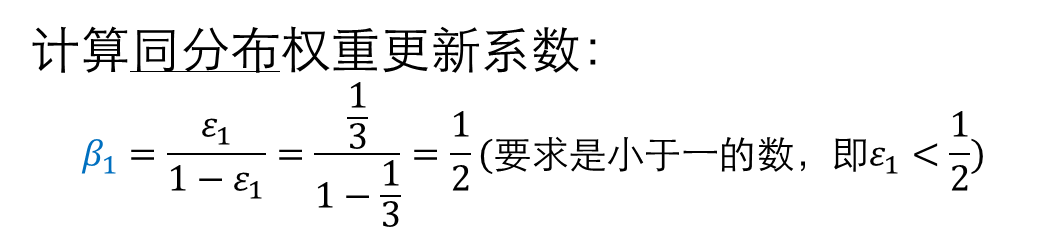 计算同分布权重更新系数：
β₁ = ε₁/(1 − ε₁) = (1/3)/(1 − 1/3) = 1/2 (要求是小于一的数，即ε₁ < 1/2)